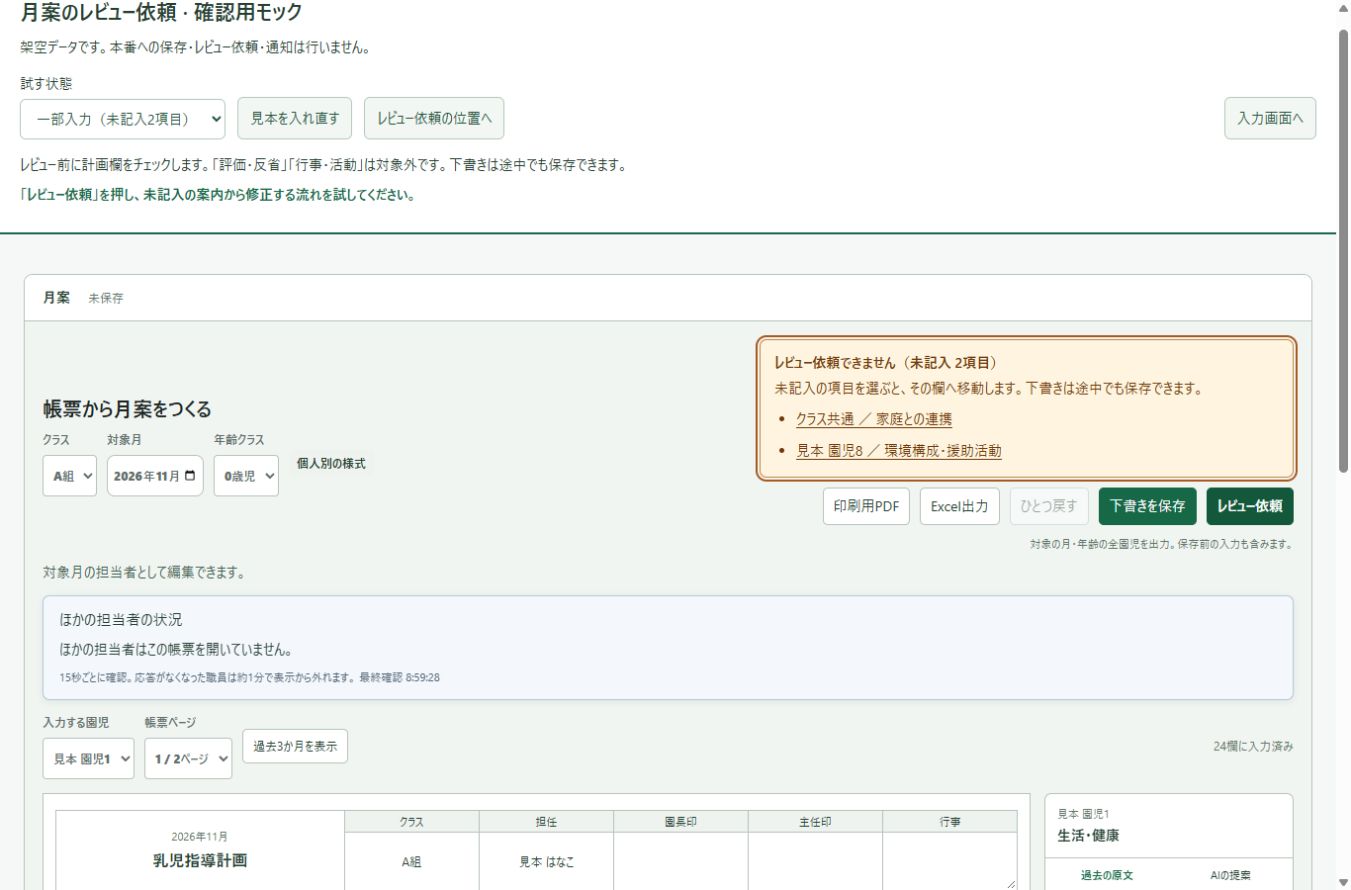 月案のレビュー依頼・確認用モック
架空データです。本番への保存・レビュー依頼・通知は行いません。
試す状態
一部入力（未記入2項目）
見本を入れ直す
レビュー依頼の位置へ
入力画面へ
レビュー前に計画欄をチェックします。「評価・反省」「行事・活動」は対象外です。下書きは途中でも保存できます。
「レビュー依頼」を押し、未記入の案内から修正する流れを試してください。
月案 未保存
レビュー依頼できません（未記入 2項目）
未記入の項目を選ぶと、その欄へ移動します。下書きは途中でも保存できます。
• クラス共通 ／ 家庭との連携
• 見本 園児8 ／ 環境構成・援助活動
帳票から月案をつくる
クラス 対象月 年齢クラス
A組 2026年11月 0歳児 個人別の様式
印刷用PDF Excel出力 ひとつ戻す 下書きを保存 レビュー依頼
対象の月・年齢の全園児を出力。保存前の入力も含みます。
対象月の担当者として編集できます。
ほかの担当者の状況
ほかの担当者はこの帳票を開いていません。
15秒ごとに確認。応答がなくなった職員は約1分で表示から外れます。 最終確認 8:59:28
入力する園児 帳票ページ
見本 園児1 1 / 2ページ 過去3か月を表示
24欄に入力済み
2026年11月
乳児指導計画
クラス 担任 園長印 主任印 行事
A組 見本 はなこ
見本 園児1
生活・健康
過去の原文 AIの提案